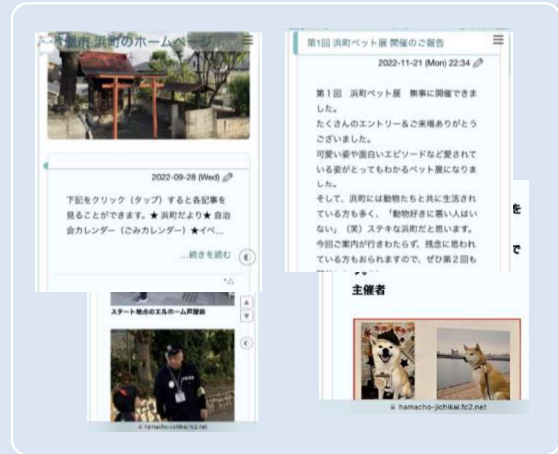 市 浜町のホームページ
2022-09-28 (Wed)
下記をクリック（タップ）すると各記事を
見ることができます。★ 浜町だより★ 自治
会カレンダー（ごみカレンダー）★イベ...
...続きを読む
スタート地点のエルホーム芦屋前
hamacho-jichikai.fc2.net
第1回 浜町ペット展 開催のご報告
2022-11-21 (Mon) 22:34
第１回　浜町ペット展　無事に開催できま
した。
たくさんのエントリー＆ご来場ありがとう
ございました。
可愛い姿や面白いエピソードなど愛されて
いる姿がとってもわかるペット展になりま
した。
そして、浜町には動物たちと共に生活され
ている方も多く、「動物好きに悪い人はい
ない」（笑）ステキな浜町だと思います。
今回ご案内が行きわたらず、残念に思われ
ている方もおられますので、ぜひ第２回も
を
で
主催者
hamacho-jichikai.fc2.net